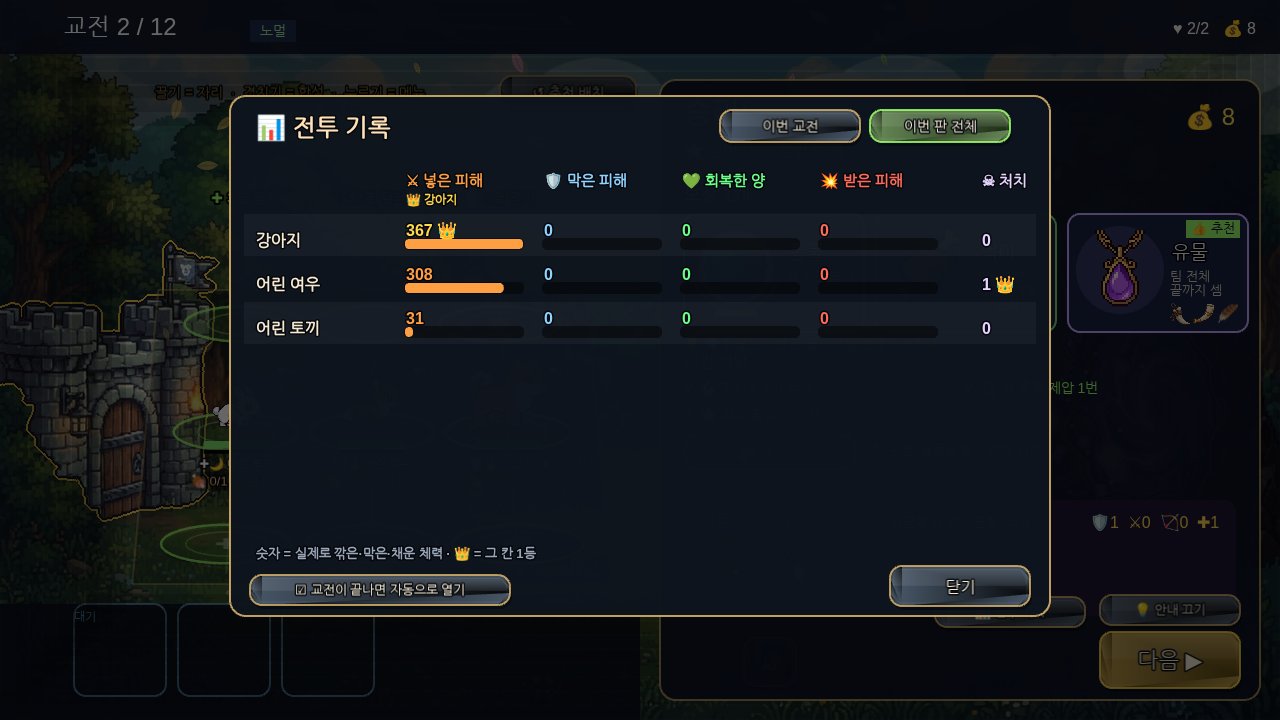 교전 2 / 12
노멀
♥ 2/2 💰 8
💰 8
📊 전투 기록
이번 교전
이번 판 전체
⚔ 넣은 피해
🛡 막은 피해
💚 회복한 양
💥 받은 피해
☠ 처치
👑 강아지
강아지
367 👑
0
0
0
0
어린 여우
308
0
0
0
1 👑
어린 토끼
31
0
0
0
0
추천
유물
팀 전체
끝까지 셈
제압 1번
🛡1 ⚔0 🏹0 ✚1
숫자 = 실제로 깎은·막은·채운 체력 · 👑 = 그 칸 1등
☑ 교전이 끝나면 자동으로 열기
닫기
0/1
대기
💡 안내 끄기
다음 ▶